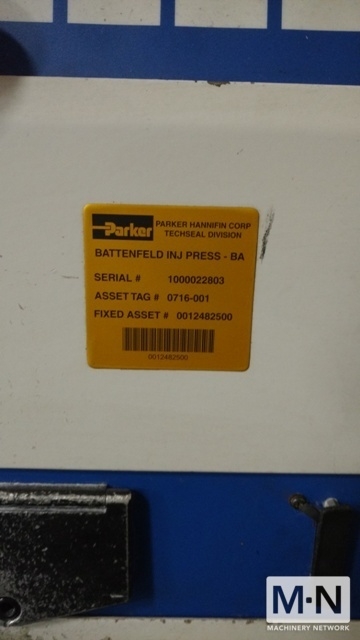 Parker
PARKER HANNIFIN CORP
TECHSEAL DIVISION
BATTENFELD INJ PRESS - BA
SERIAL # 1000022803
ASSET TAG # 0716-001
FIXED ASSET # 0012482500
0012482500
M·N
MACHINERY NETWORK